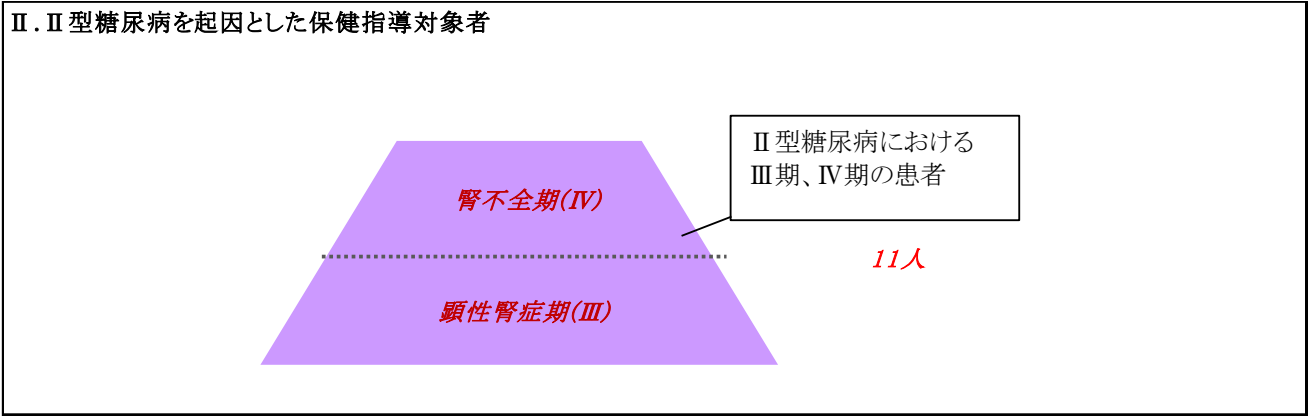 Ⅱ.Ⅱ型糖尿病を起因とした保健指導対象者
Ⅱ型糖尿病における
Ⅲ期、Ⅳ期の患者
腎不全期(Ⅳ)
11人
顕性腎症期(Ⅲ)